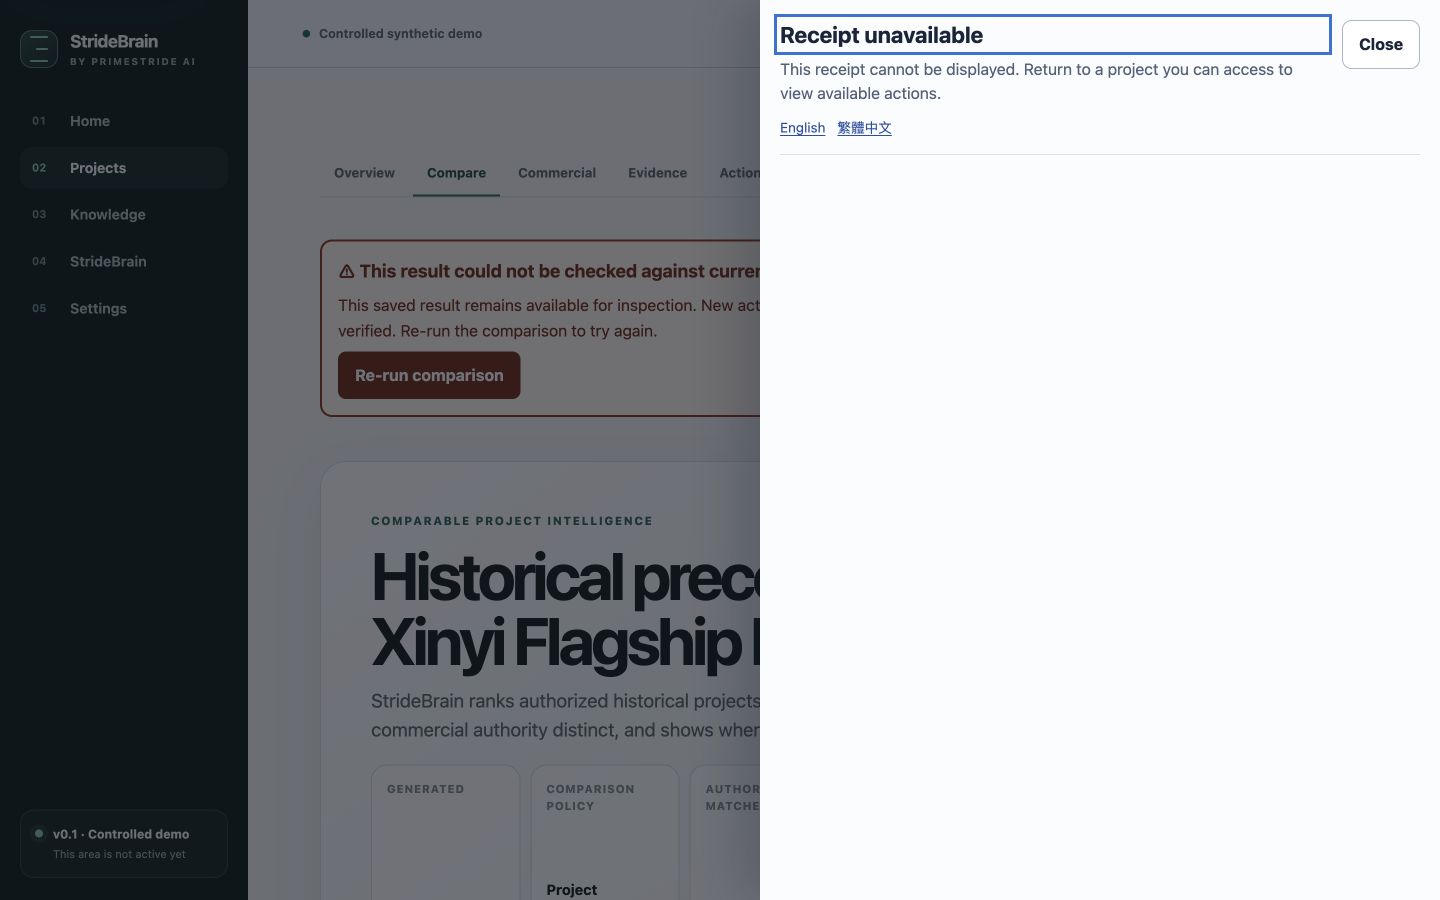 StrideBrain
BY PRIMESTRIDE AI
01 Home
02 Projects
03 Knowledge
04 StrideBrain
05 Settings
v0.1 · Controlled demo
This area is not active yet
Controlled synthetic demo
Overview Compare Commercial Evidence Action
⚠ This result could not be checked against curren
This saved result remains available for inspection. New act
verified. Re-run the comparison to try again.
Re-run comparison
COMPARABLE PROJECT INTELLIGENCE
Historical prece
Xinyi Flagship
StrideBrain ranks authorized historical projects
commercial authority distinct, and shows wher
GENERATED
COMPARISON
POLICY
Project
AUTHOR
MATCHE
Receipt unavailable
Close
This receipt cannot be displayed. Return to a project you can access to
view available actions.
English 繁體中文